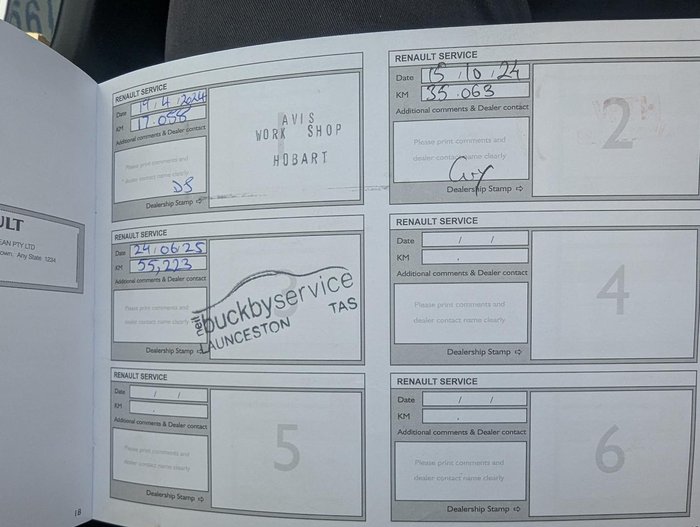 RENAULT SERVICE
Date 19 / 4 / 2024
KM 17.058
Additional comments & Dealer contact
Please print comments and
dealer contact name clearly
DS
Dealership Stamp
1
AVIS
WORK SHOP
HOBART
RENAULT SERVICE
Date 15 / 10 / 24
KM 35.063
Additional comments & Dealer contact
Please print comments and
dealer contact name clearly
Dealership Stamp
2
RENAULT SERVICE
Date 24/06/25
KM 55,223
Additional comments & Dealer contact
Please print comments and
dealer contact name clearly
Dealership Stamp
3
neil
buckbyservice
LAUNCESTON TAS
RENAULT SERVICE
Date / /
KM .
Additional comments & Dealer contact
Please print comments and
dealer contact name clearly
Dealership Stamp
4
RENAULT SERVICE
Date / /
KM .
Additional comments & Dealer contact
Please print comments and
dealer contact name clearly
Dealership Stamp
5
RENAULT SERVICE
Date / /
KM .
Additional comments & Dealer contact
Please print comments and
dealer contact name clearly
Dealership Stamp
6
ULT
EAN PTY LTD
own, Any State 1234
18